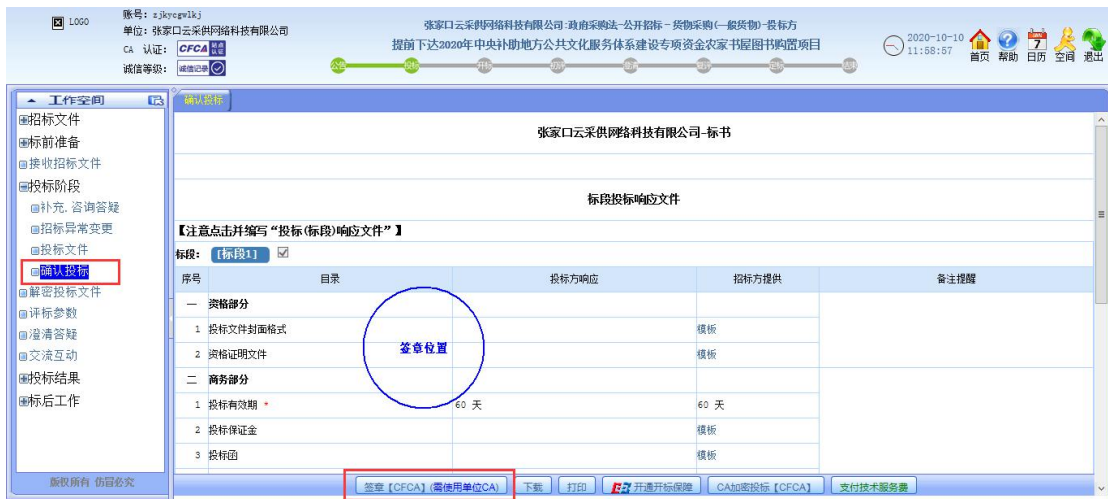 LOGO
账号: zjkycgwlkj
单位: 张家口云采供网络科技有限公司
CA 认证: CFCA
诚信等级: 诚信记录
张家口云采供网络科技有限公司:政府采购法-公开招标-货物采购(一般货物)-投标方
提前下达2020年中央补助地方公共文化服务体系建设专项资金农家书屋图书购置项目
公告 投标
2020-10-10
11:58:57
首页 帮助 日历 空间 退出
工作空间
招标文件
标前准备
接收招标文件
投标阶段
补充,咨询答疑
招标异常变更
投标文件
确认投标
解密投标文件
评标参数
澄清答疑
交流互动
投标结果
标后工作
版权所有 仿冒必究
确认投标
张家口云采供网络科技有限公司-标书
标段投标响应文件
【注意点击并编写“投标(标段)响应文件”】
标段: [标段1]
序号 目录 投标方响应 招标方提供 备注提醒
一 资格部分
1 投标文件封面格式 模板
2 资格证明文件 模板
签章位置
二 商务部分
1 投标有效期 * 60 天 60 天
2 投标保证金 模板
3 投标函 模板
签章【CFCA】(需使用单位CA) 下载 打印 开通开标保障 CA加密投标【CFCA】 支付技术服务费